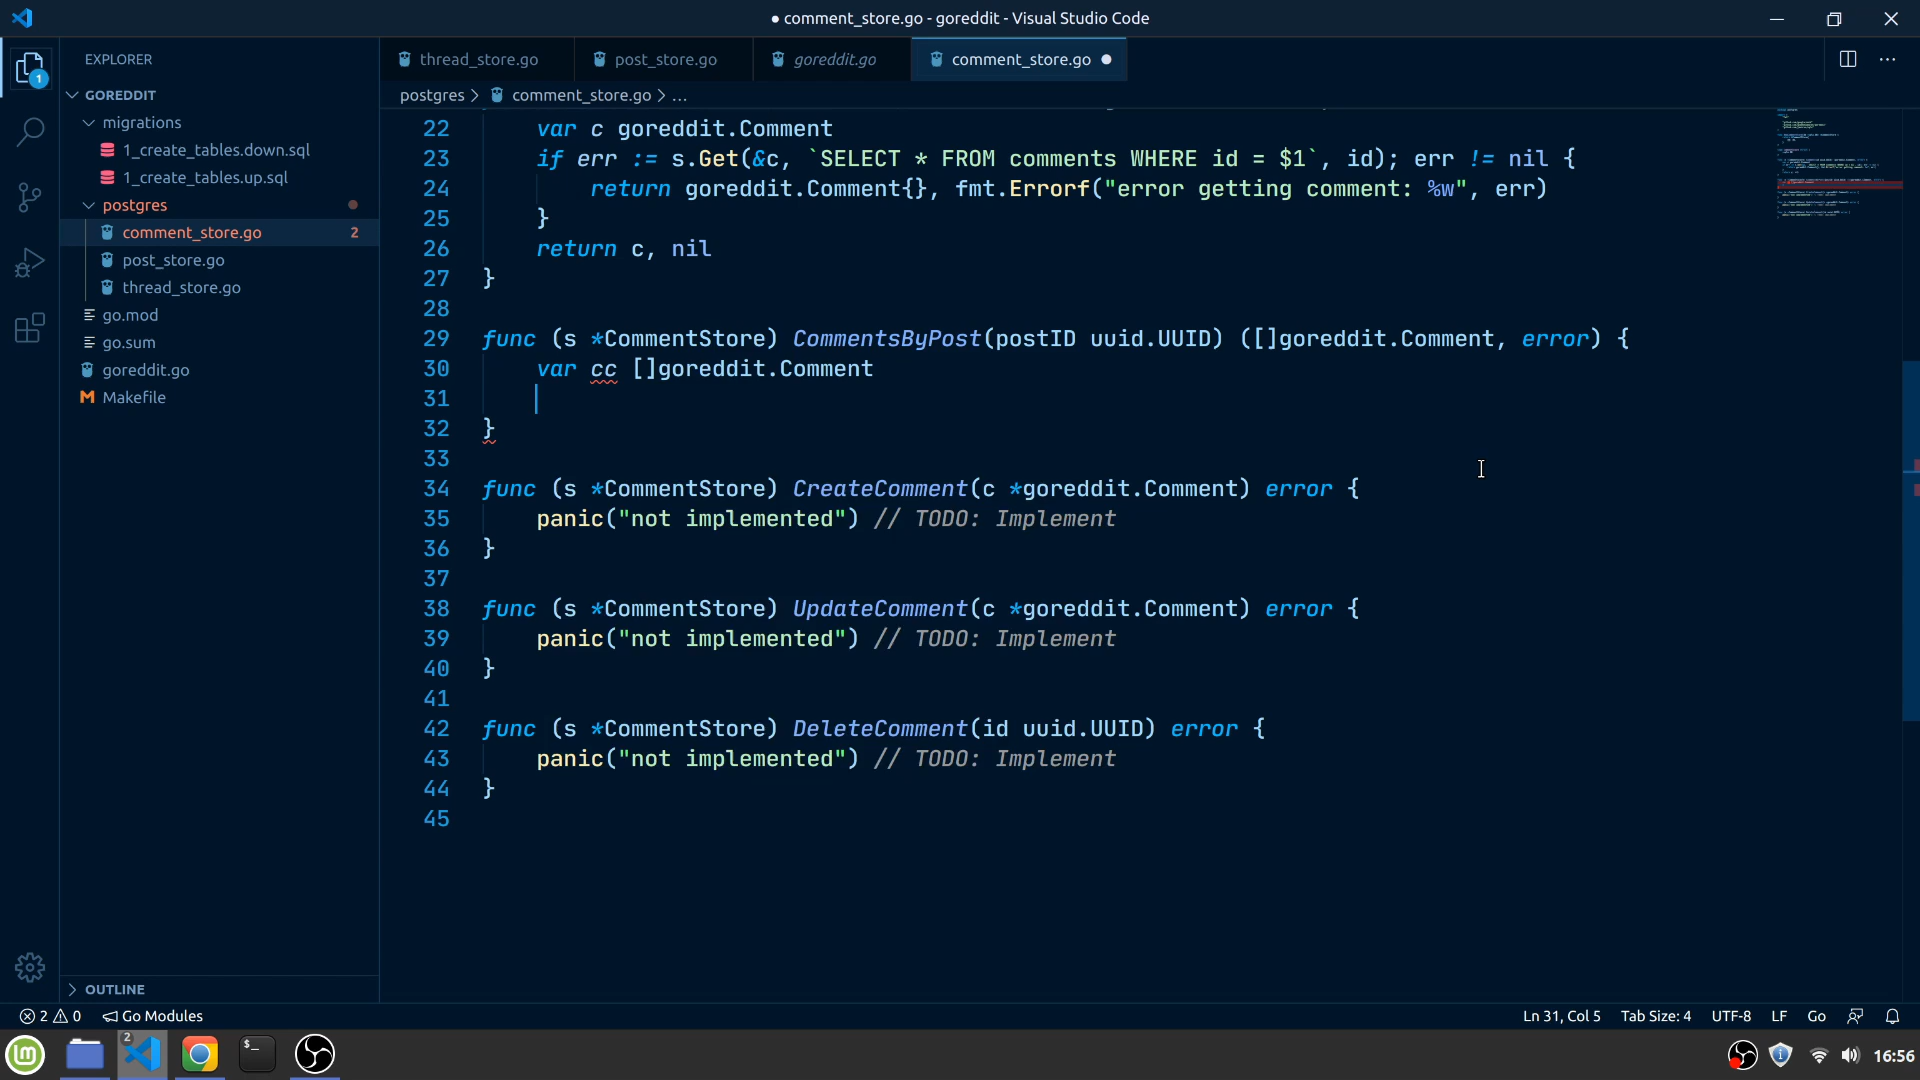 ● comment_store.go - goreddit - Visual Studio Code
EXPLORER
GOREDDIT
migrations
1_create_tables.down.sql
1_create_tables.up.sql
postgres
comment_store.go 2
post_store.go
thread_store.go
go.mod
go.sum
goreddit.go
Makefile
OUTLINE
1
thread_store.go
post_store.go
goreddit.go
comment_store.go ●
postgres > comment_store.go > ...
22 var c goreddit.Comment
23 if err := s.Get(&c, `SELECT * FROM comments WHERE id = $1`, id); err != nil {
24 return goreddit.Comment{}, fmt.Errorf("error getting comment: %w", err)
25 }
26 return c, nil
27 }
28
29 func (s *CommentStore) CommentsByPost(postID uuid.UUID) ([]goreddit.Comment, error) {
30 var cc []goreddit.Comment
31
32 }
33
34 func (s *CommentStore) CreateComment(c *goreddit.Comment) error {
35 panic("not implemented") // TODO: Implement
36 }
37
38 func (s *CommentStore) UpdateComment(c *goreddit.Comment) error {
39 panic("not implemented") // TODO: Implement
40 }
41
42 func (s *CommentStore) DeleteComment(id uuid.UUID) error {
43 panic("not implemented") // TODO: Implement
44 }
45
2 0 Go Modules
Ln 31, Col 5 Tab Size: 4 UTF-8 LF Go
2
16:56